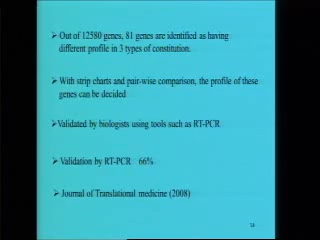 ➢ Out of 12580 genes, 81 genes are identified as having
different profile in 3 types of constitution.
➢ With strip charts and pair-wise comparison, the profile of these
genes can be decided
➢Validated by biologists using tools such as RT-PCR
➢ Validation by RT-PCR 66%
➢ Journal of Translational medicine (2008)